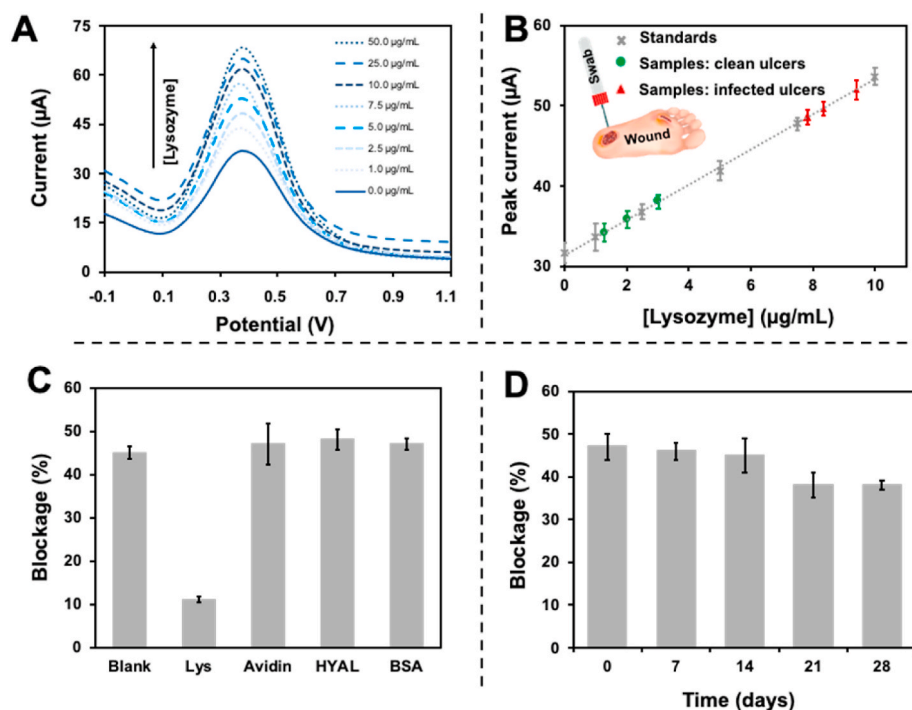 A
Current (µA)
75
60
45
30
15
0
[Lysozyme]
50.0 µg/mL
25.0 µg/mL
10.0 µg/mL
7.5 µg/mL
5.0 µg/mL
2.5 µg/mL
1.0 µg/mL
0.0 µg/mL
-0.1 0.1 0.3 0.5 0.7 0.9 1.1
Potential (V)
B
Peak current (µA)
60
50
40
30
Swab
Wound
Standards
Samples: clean ulcers
Samples: infected ulcers
0 2 4 6 8 10
[Lysozyme] (µg/mL)
C
Blockage (%)
60
50
40
30
20
10
0
Blank Lys Avidin HYAL BSA
D
Blockage (%)
60
50
40
30
20
10
0
0 7 14 21 28
Time (days)